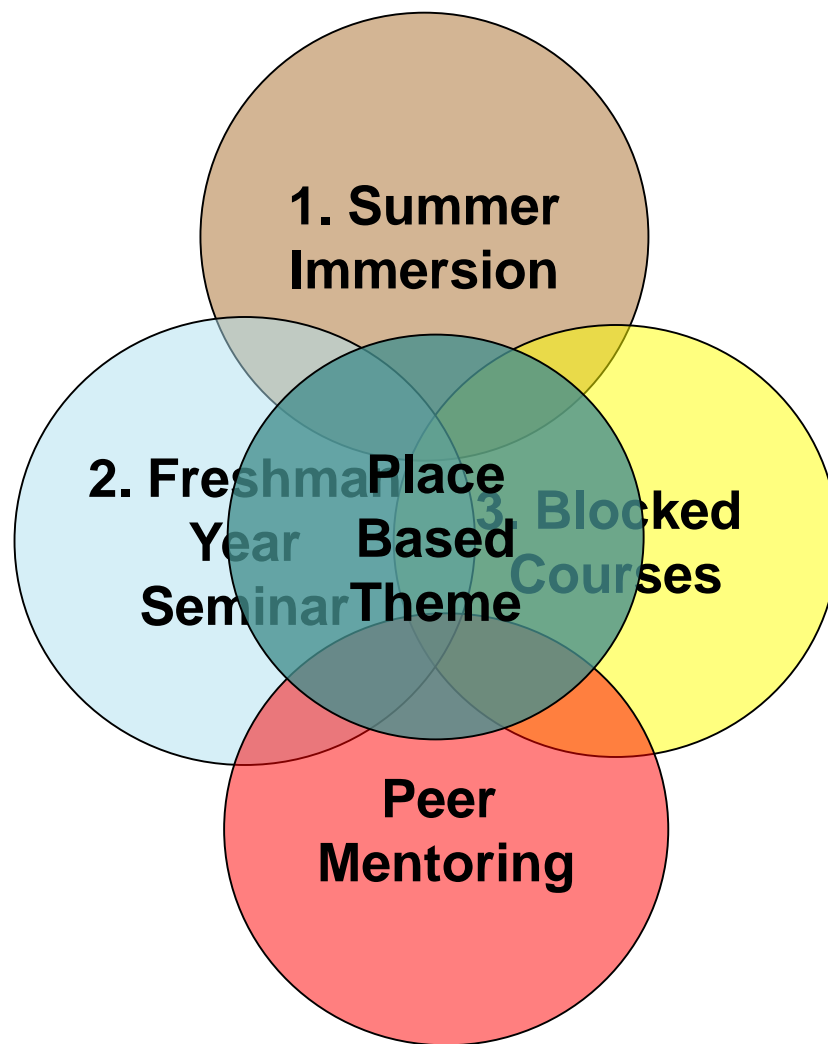 1. Summer
Immersion
2. Freshman
Year
Seminar
Place
Based
Theme
3. Blocked
Courses
Peer
Mentoring